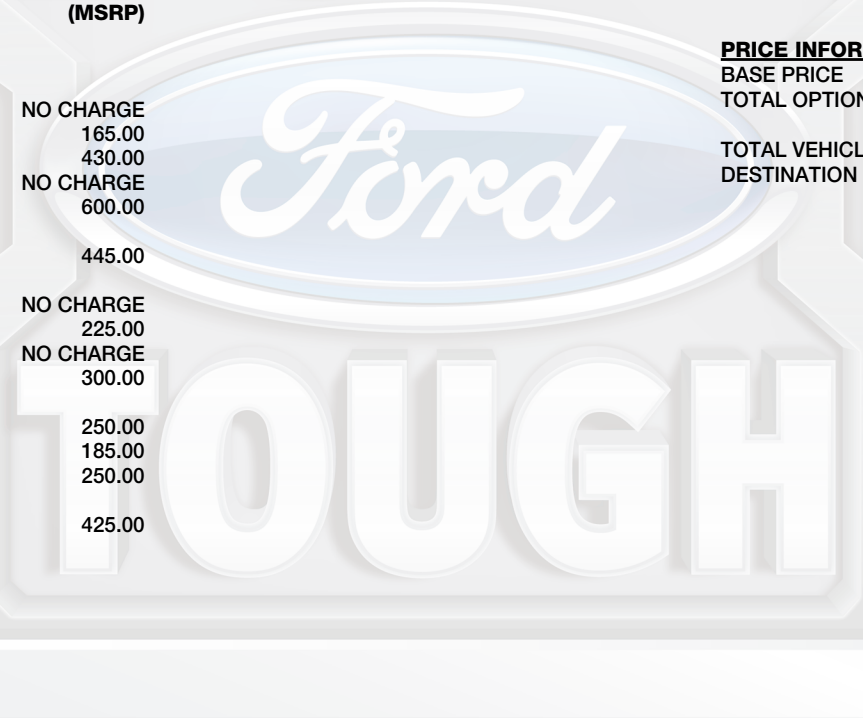 (MSRP)
NO CHARGE
165.00
430.00
NO CHARGE
600.00
445.00
NO CHARGE
225.00
NO CHARGE
300.00
250.00
185.00
250.00
425.00
PRICE INFOR
BASE PRICE
TOTAL OPTION
TOTAL VEHICL
DESTINATION
Ford
TOUGH